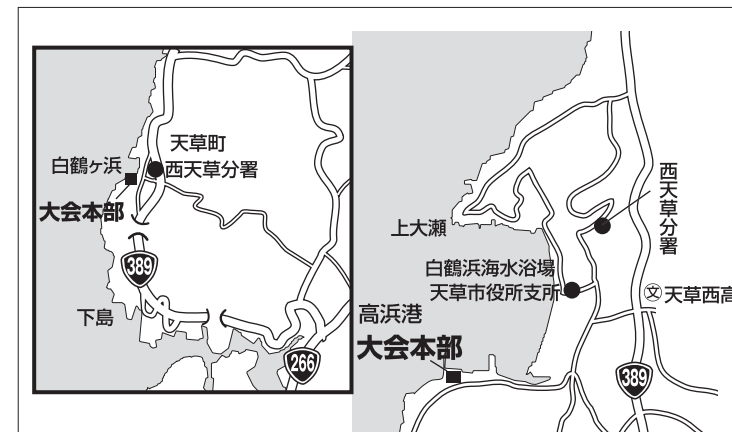 天草町
西天草分署
白鶴ヶ浜
大会本部
389
下島
266
西天草分署
上大瀬
白鶴浜海水浴場
天草市役所支所
文 天草西高
高浜港
大会本部
389